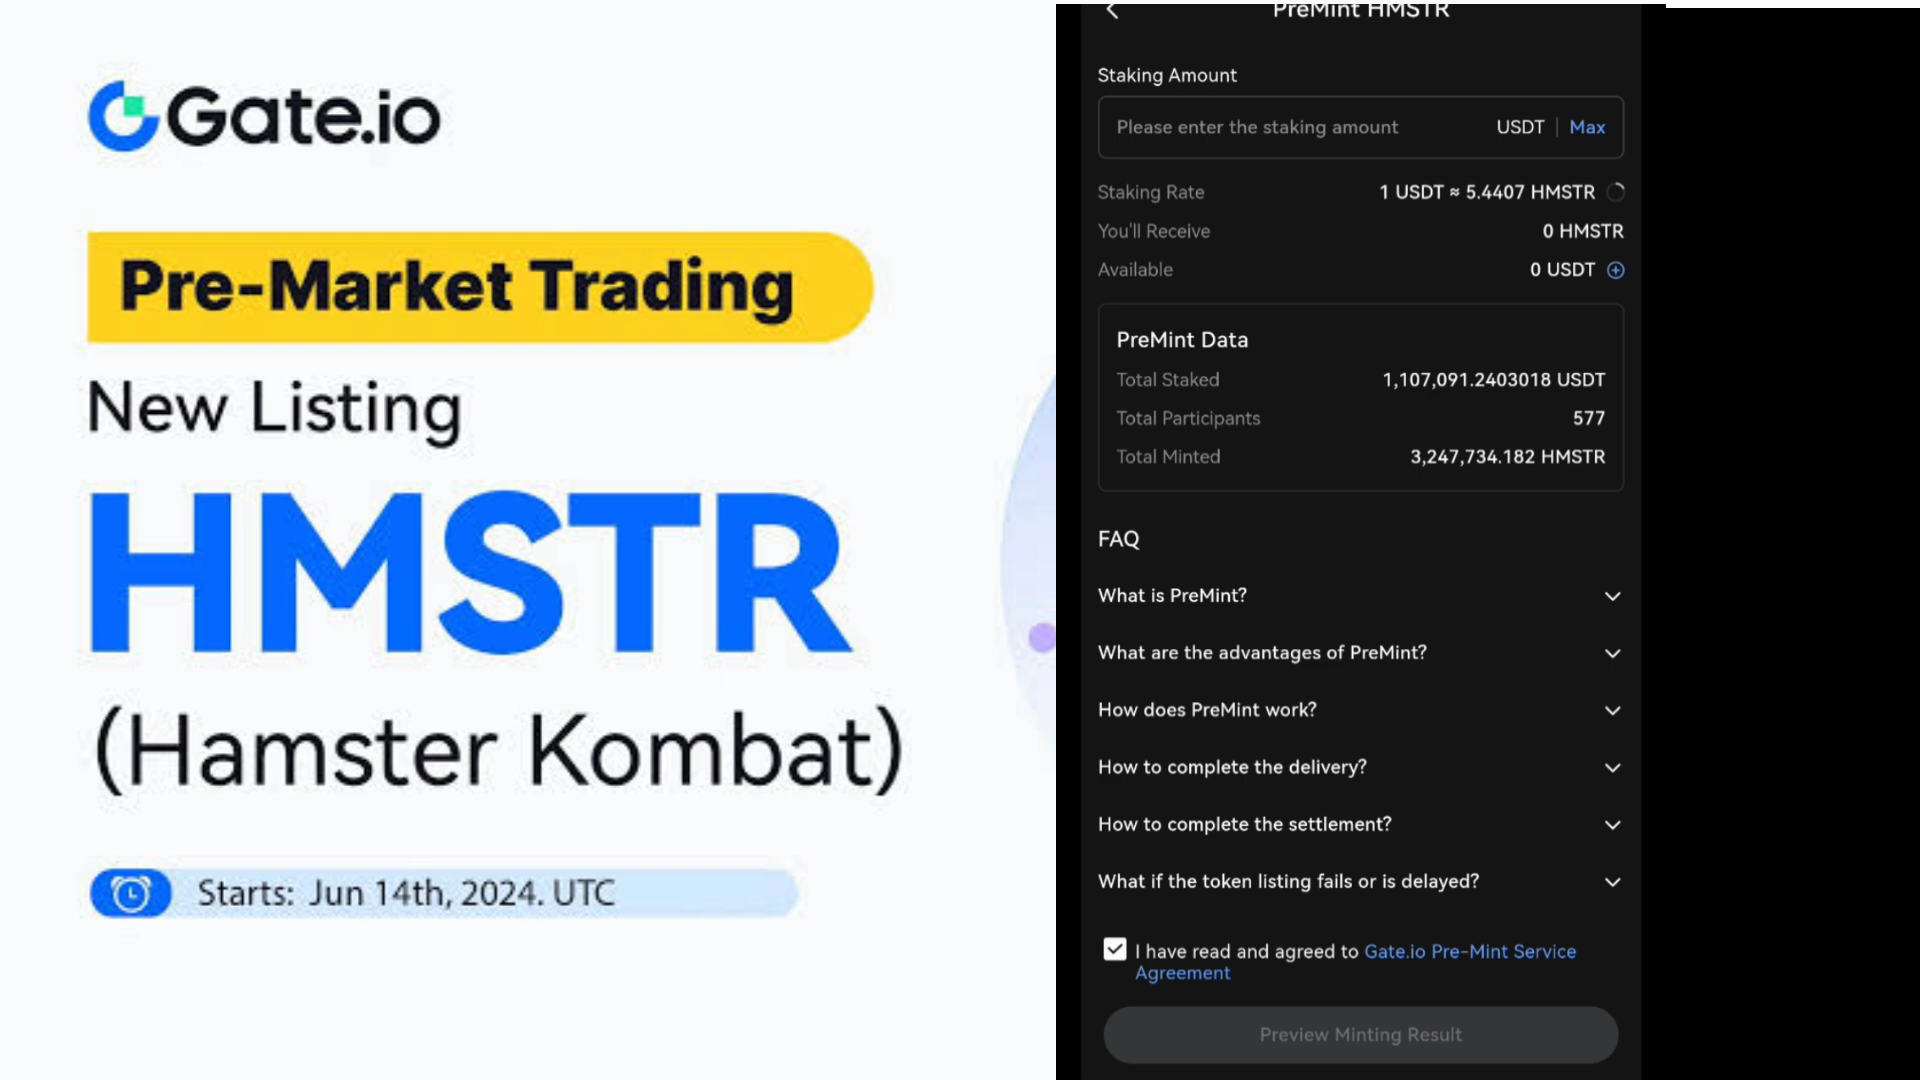 Gate.io
Pre-Market Trading
New Listing
HMSTR
(Hamster Kombat)
Starts: Jun 14th, 2024. UTC
PreMint HMSTR
Staking Amount
Please enter the staking amount USDT | Max
Staking Rate 1 USDT ≈ 5.4407 HMSTR
You'll Receive 0 HMSTR
Available 0 USDT
PreMint Data
Total Staked 1,107,091.2403018 USDT
Total Participants 577
Total Minted 3,247,734.182 HMSTR
FAQ
What is PreMint?
What are the advantages of PreMint?
How does PreMint work?
How to complete the delivery?
How to complete the settlement?
What if the token listing fails or is delayed?
I have read and agreed to Gate.io Pre-Mint Service
Agreement
Preview Minting Result